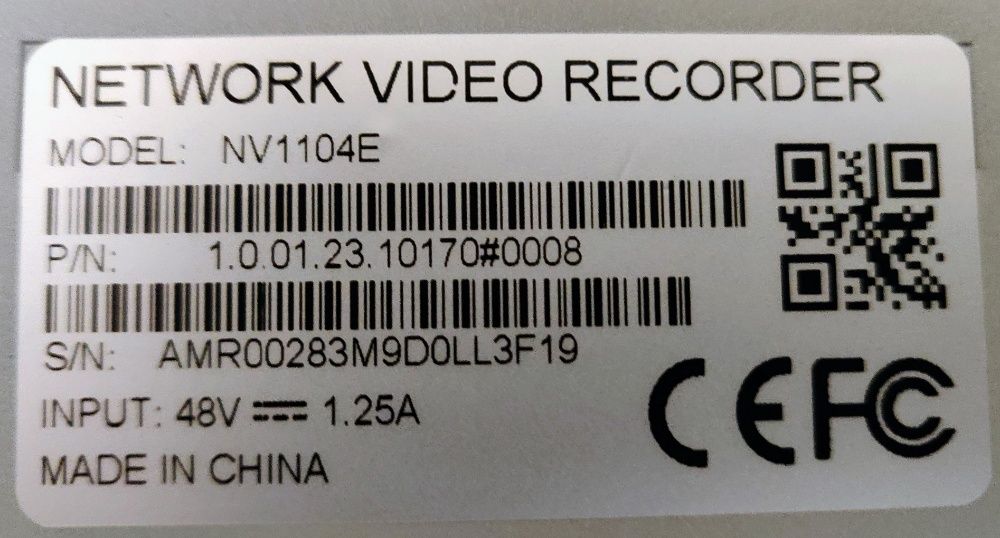 NETWORK VIDEO RECORDER
MODEL: NV1104E
P/N: 1.0.01.23.10170#0008
S/N: AMR00283M9D0LL3F19
INPUT: 48V ⎓ 1.25A
MADE IN CHINA
CE FC